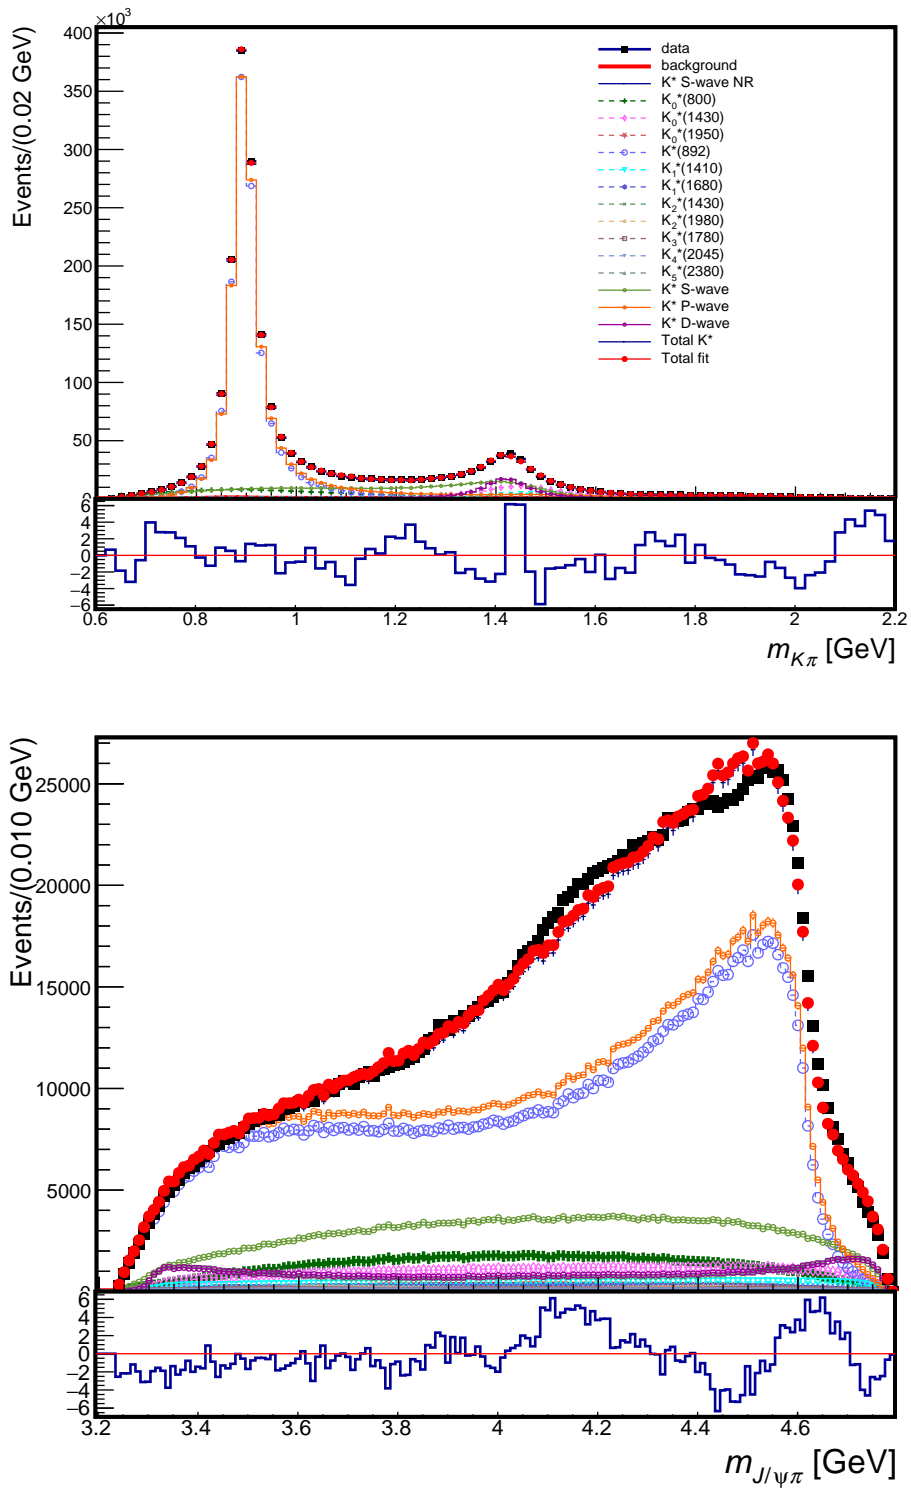 ×10³
Events/(0.02 GeV)
400
350
300
250
200
150
100
50
data
background
K* S-wave NR
K₀*(800)
K₀*(1430)
K₀*(1950)
K*(892)
K₁*(1410)
K₁*(1680)
K₂*(1430)
K₂*(1980)
K₃*(1780)
K₄*(2045)
K₅*(2380)
K* S-wave
K* P-wave
K* D-wave
Total K*
Total fit
6
4
2
0
−2
−4
−6
0.6 0.8 1 1.2 1.4 1.6 1.8 2 2.2
m_Kπ [GeV]
Events/(0.010 GeV)
25000
20000
15000
10000
5000
6
4
2
0
−2
−4
−6
3.2 3.4 3.6 3.8 4 4.2 4.4 4.6
m_J/ψπ [GeV]